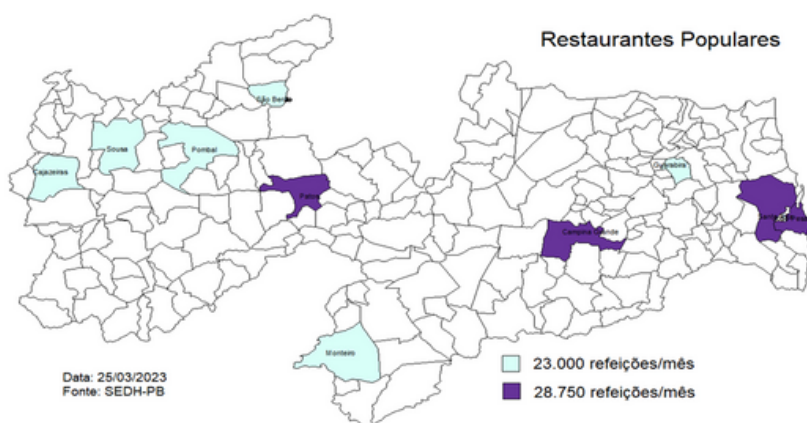 Restaurantes Populares
São Bento
Sousa
Pombal
Cajazeiras
Guarabira
Patos
Campina Grande
Monteiro
23.000 refeições/mês
28.750 refeições/mês
Data: 25/03/2023
Fonte: SEDH-PB